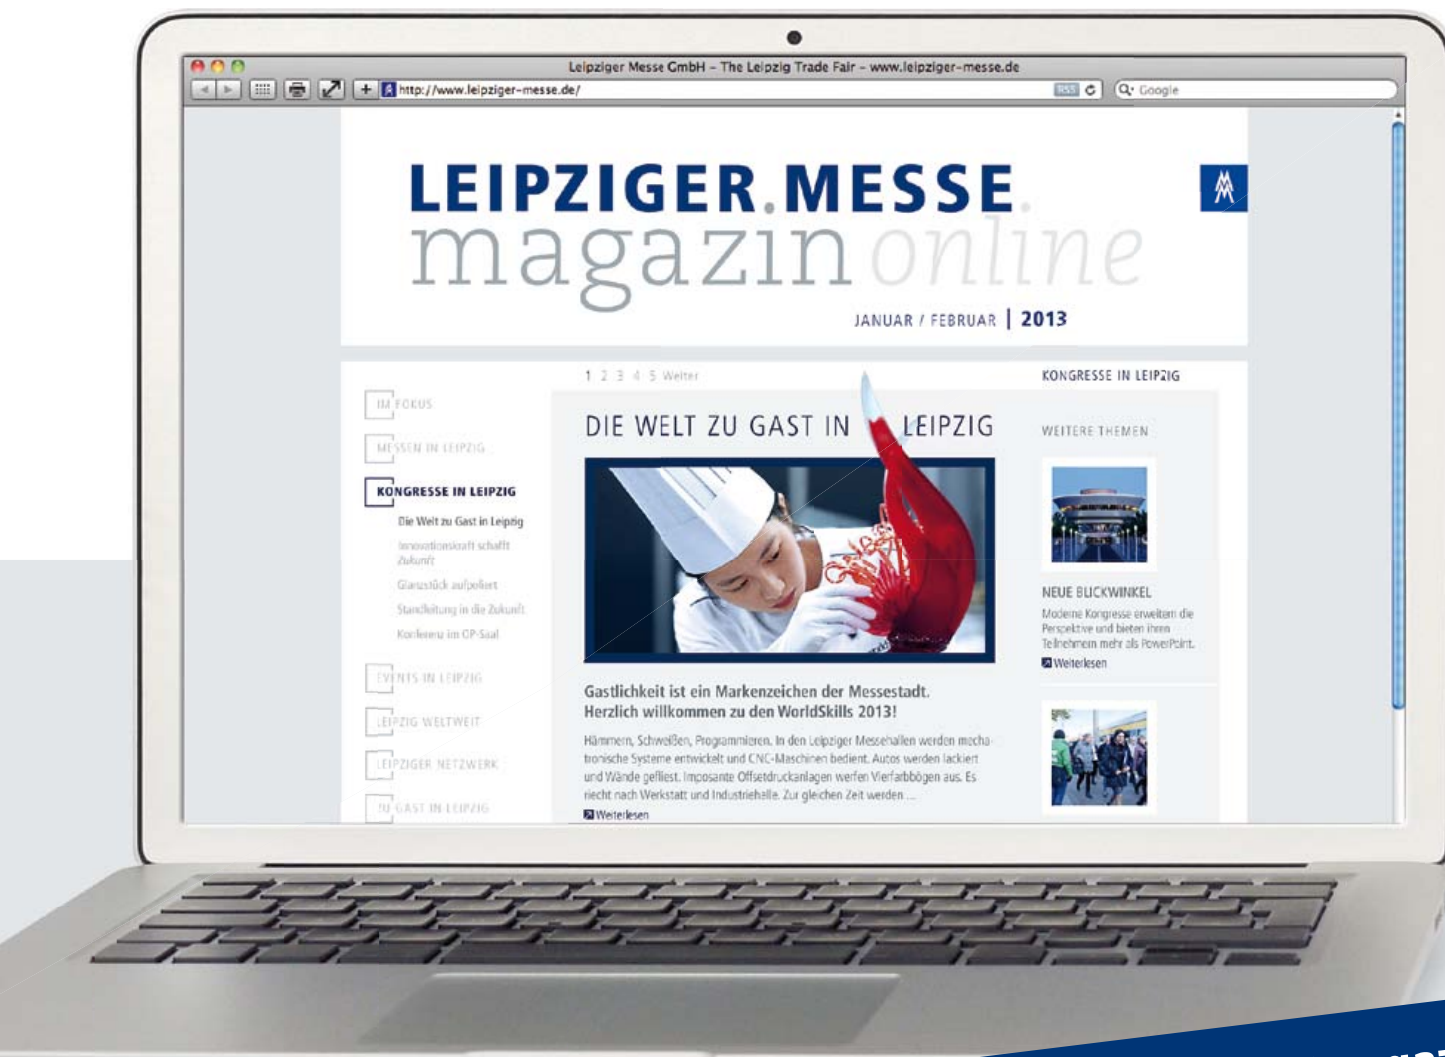 Leipziger Messe GmbH – The Leipzig Trade Fair – www.leipziger-messe.de
http://www.leipziger-messe.de/
RSS
Google
LEIPZIGER.MESSE.
magazin online
JANUAR / FEBRUAR | 2013
1 2 3 4 5 Weiter
KONGRESSE IN LEIPZIG
IM FOKUS
MESSEN IN LEIPZIG
KONGRESSE IN LEIPZIG
Die Welt zu Gast in Leipzig
Innovationskraft schafft
Zukunft
Glanzstück aufpoliert
Standleitung in die Zukunft
Konferenz im OP-Saal
EVENTS IN LEIPZIG
LEIPZIG WELTWEIT
LEIPZIGER NETZWERK
ZU GAST IN LEIPZIG
DIE WELT ZU GAST IN LEIPZIG
Gastlichkeit ist ein Markenzeichen der Messestadt.
Herzlich willkommen zu den WorldSkills 2013!
Hämmern, Schweißen, Programmieren. In den Leipziger Messehallen werden mecha-
tronische Systeme entwickelt und CNC-Maschinen bedient. Autos werden lackiert
und Wände gefliest. Imposante Offsetdruckanlagen werfen Vierfarbbögen aus. Es
riecht nach Werkstatt und Industriehalle. Zur gleichen Zeit werden ...
Weiterlesen
WEITERE THEMEN
NEUE BLICKWINKEL
Moderne Kongresse erweitern die
Perspektive und bieten ihren
Teilnehmern mehr als PowerPoint.
Weiterlesen